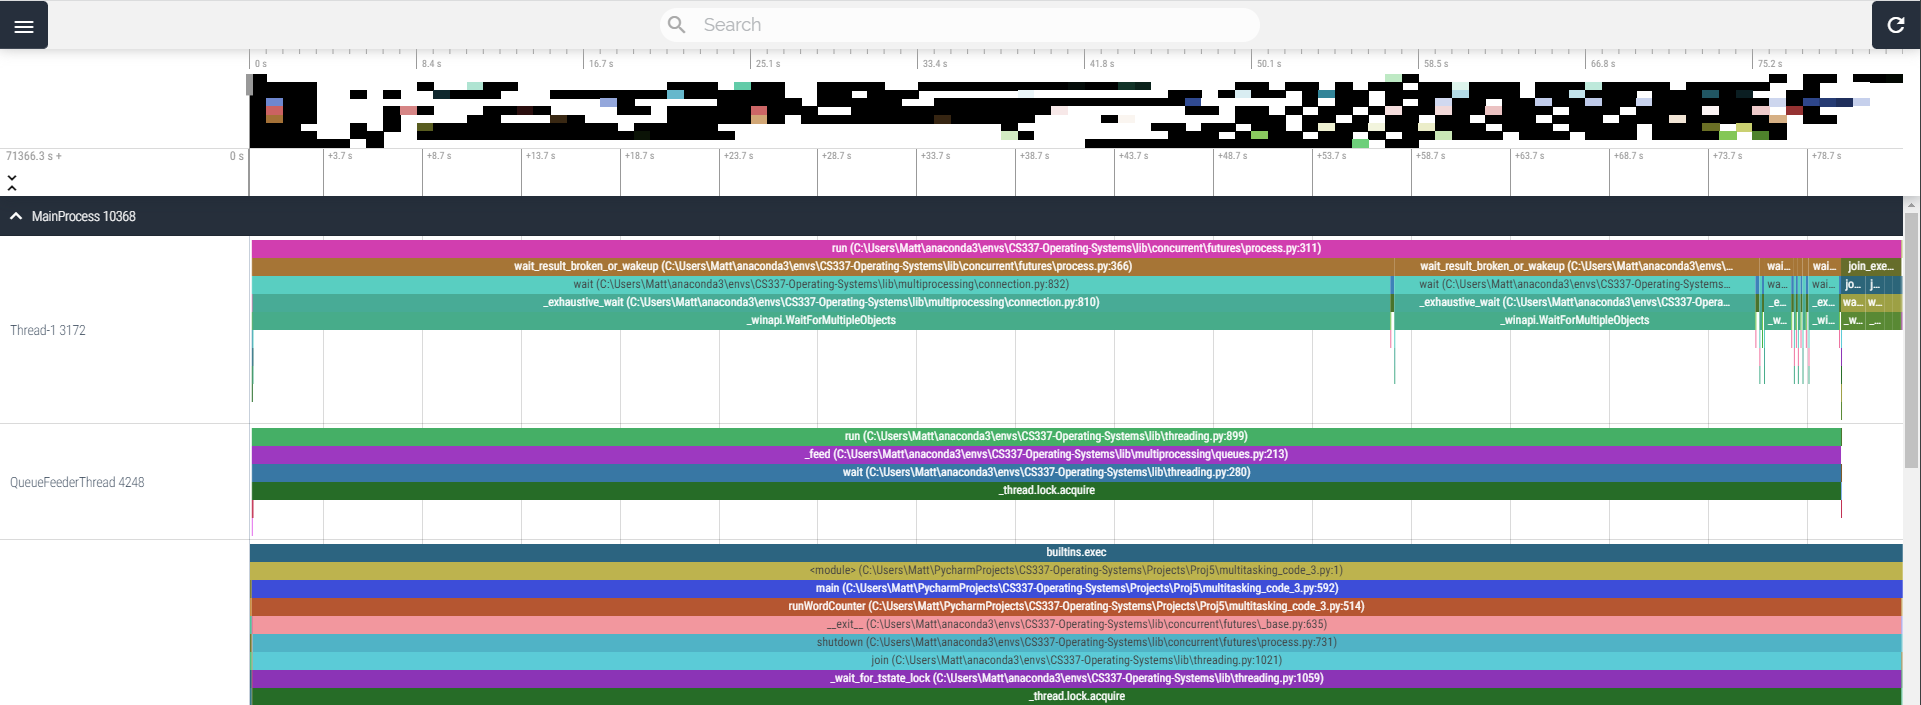 Search
0 s 8.4 s 16.7 s 25.1 s 33.4 s 41.8 s 50.1 s 58.5 s 66.8 s 75.2 s
71366.3 s + 0 s +3.7 s +8.7 s +13.7 s +18.7 s +23.7 s +28.7 s +33.7 s +38.7 s +43.7 s +48.7 s +53.7 s +58.7 s +63.7 s +68.7 s +73.7 s +78.7 s
MainProcess 10368
run (C:\Users\Matt\anaconda3\envs\CS337-Operating-Systems\lib\concurrent\futures\process.py:311)
wait_result_broken_or_wakeup (C:\Users\Matt\anaconda3\envs\CS337-Operating-Systems\lib\concurrent\futures\process.py:366) wait_result_broken_or_wakeup (C:\Users\Matt\anaconda3\envs\... wai... wai... join_exe...
wait (C:\Users\Matt\anaconda3\envs\CS337-Operating-Systems\lib\multiprocessing\connection.py:832) wait (C:\Users\Matt\anaconda3\envs\CS337-Operating-Systems... wa... wai... jo... j...
_exhaustive_wait (C:\Users\Matt\anaconda3\envs\CS337-Operating-Systems\lib\multiprocessing\connection.py:810) _exhaustive_wait (C:\Users\Matt\anaconda3\envs\CS337-Opera... _e... _ex... wa... w...
_winapi.WaitForMultipleObjects _winapi.WaitForMultipleObjects _w... _wi... _w... _...
Thread-1 3172
run (C:\Users\Matt\anaconda3\envs\CS337-Operating-Systems\lib\threading.py:899)
_feed (C:\Users\Matt\anaconda3\envs\CS337-Operating-Systems\lib\multiprocessing\queues.py:213)
wait (C:\Users\Matt\anaconda3\envs\CS337-Operating-Systems\lib\threading.py:280)
QueueFeederThread 4248
_thread.lock.acquire
builtins.exec
<module> (C:\Users\Matt\PycharmProjects\CS337-Operating-Systems\Projects\Proj5\multitasking_code_3.py:1)
main (C:\Users\Matt\PycharmProjects\CS337-Operating-Systems\Projects\Proj5\multitasking_code_3.py:592)
runWordCounter (C:\Users\Matt\PycharmProjects\CS337-Operating-Systems\Projects\Proj5\multitasking_code_3.py:514)
__exit__ (C:\Users\Matt\anaconda3\envs\CS337-Operating-Systems\lib\concurrent\futures\_base.py:635)
shutdown (C:\Users\Matt\anaconda3\envs\CS337-Operating-Systems\lib\concurrent\futures\process.py:731)
join (C:\Users\Matt\anaconda3\envs\CS337-Operating-Systems\lib\threading.py:1021)
_wait_for_tstate_lock (C:\Users\Matt\anaconda3\envs\CS337-Operating-Systems\lib\threading.py:1059)
_thread.lock.acquire